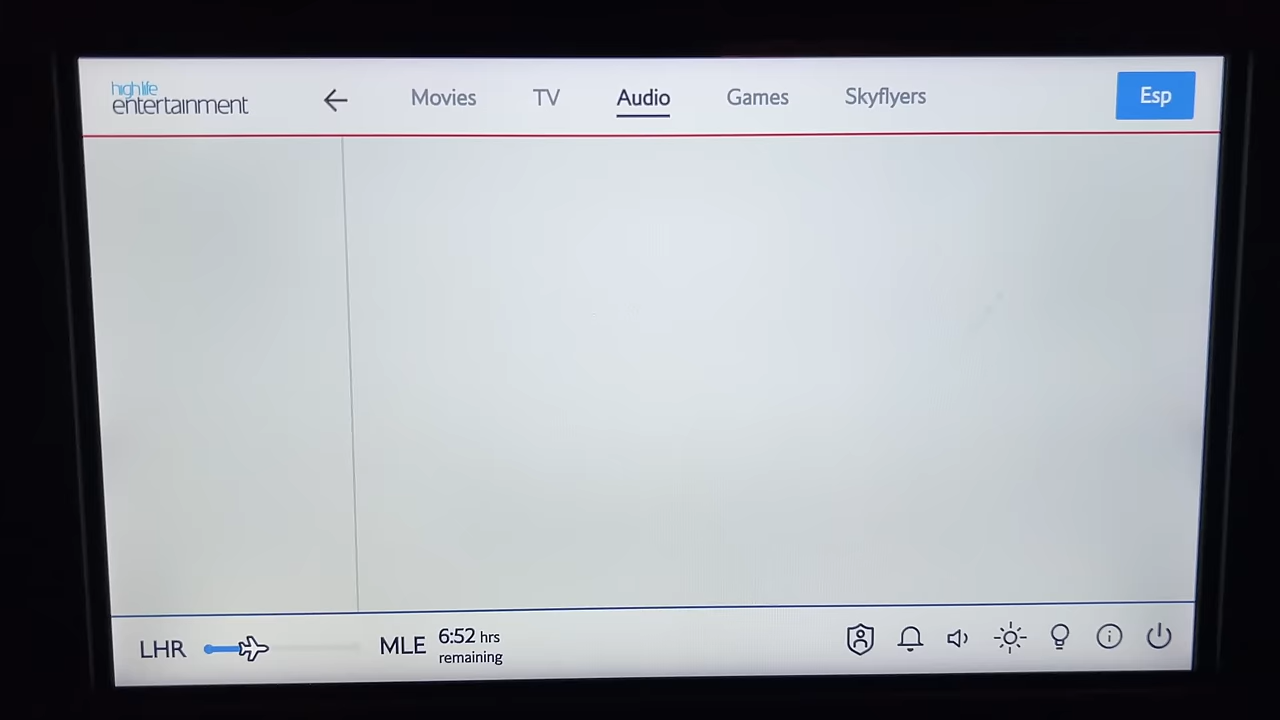 high life
entertainment
Movies TV Audio Games Skyflyers Esp
LHR MLE 6:52 hrs
remaining